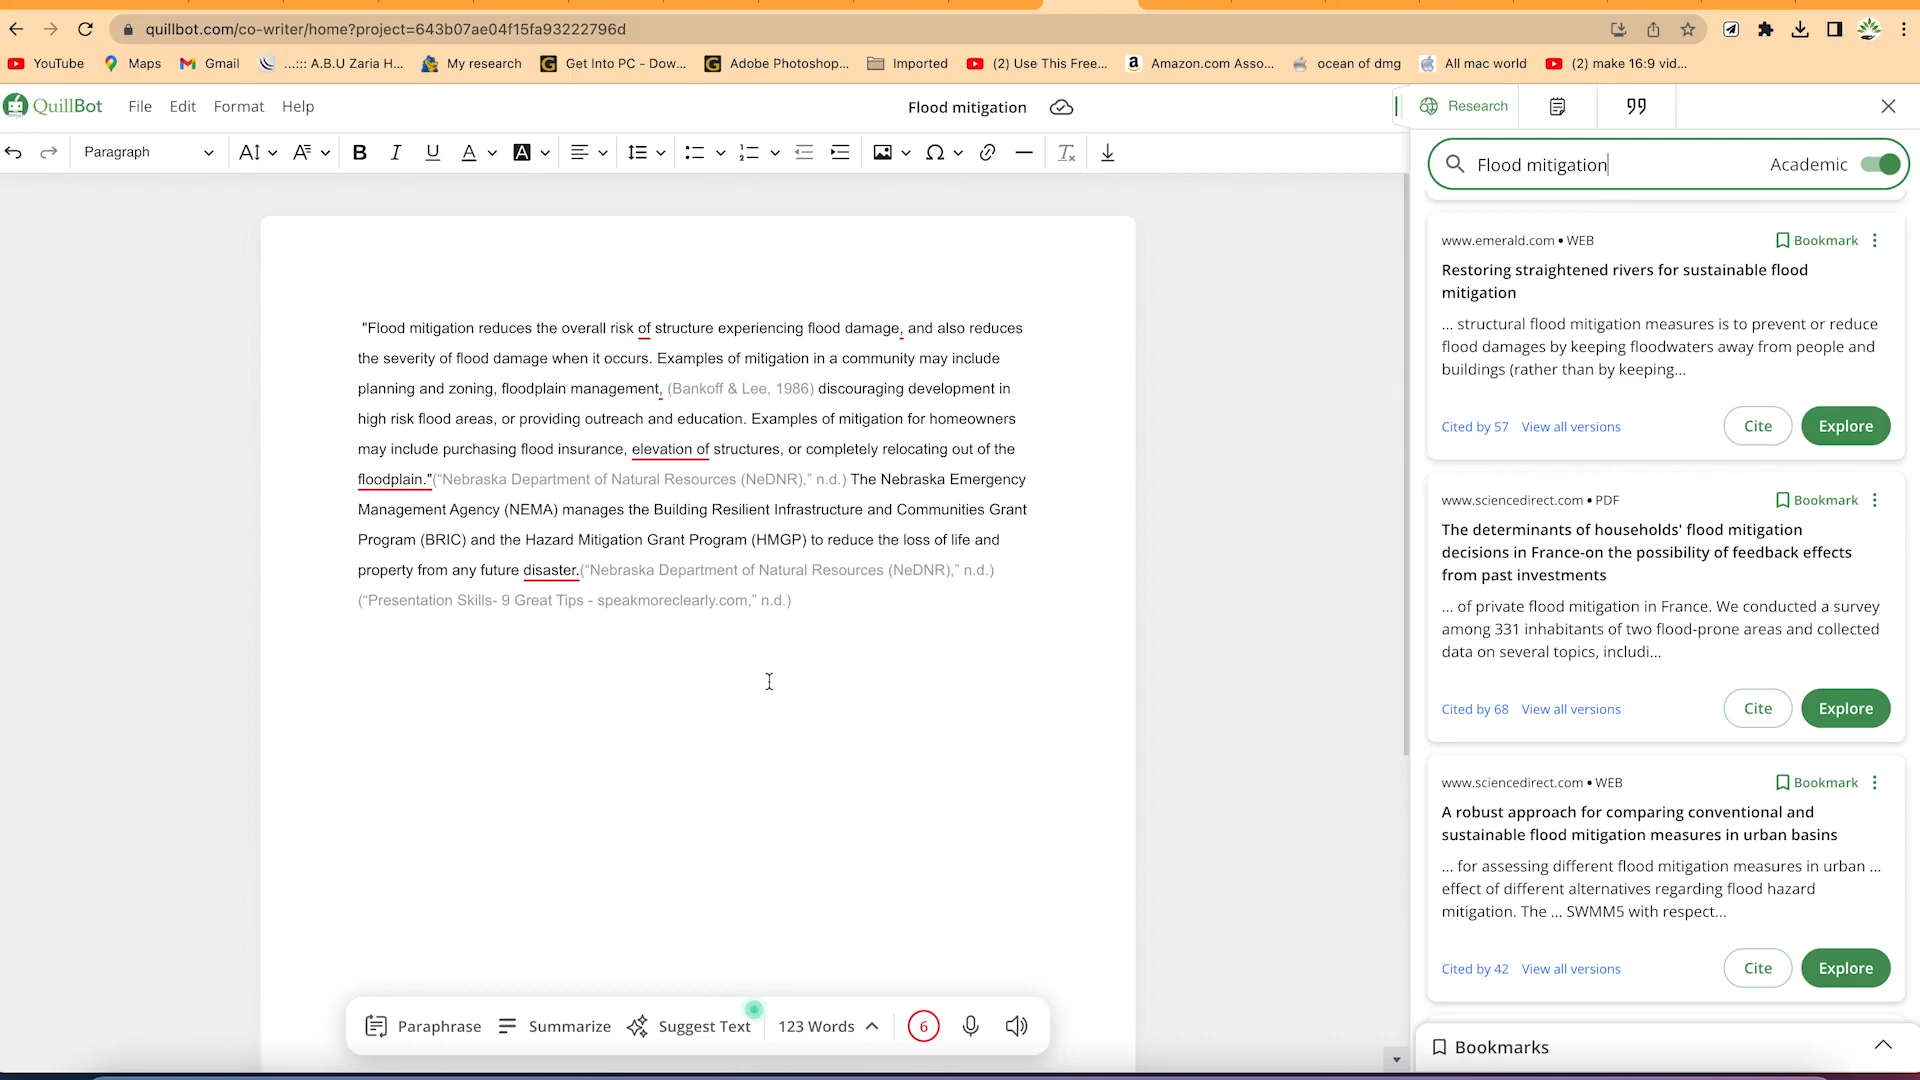 quillbot.com/co-writer/home?project=643b07ae04f15fa93222796d
YouTube Maps Gmail ...::: A.B.U Zaria H... My research Get Into PC - Dow... Adobe Photoshop... Imported (2) Use This Free... Amazon.com Asso... ocean of dmg All mac world (2) make 16:9 vid...
QuillBot File Edit Format Help Flood mitigation Research
Paragraph
Flood mitigation Academic
"Flood mitigation reduces the overall risk of structure experiencing flood damage, and also reduces
the severity of flood damage when it occurs. Examples of mitigation in a community may include
planning and zoning, floodplain management, (Bankoff & Lee, 1986) discouraging development in
high risk flood areas, or providing outreach and education. Examples of mitigation for homeowners
may include purchasing flood insurance, elevation of structures, or completely relocating out of the
floodplain."(“Nebraska Department of Natural Resources (NeDNR),” n.d.) The Nebraska Emergency
Management Agency (NEMA) manages the Building Resilient Infrastructure and Communities Grant
Program (BRIC) and the Hazard Mitigation Grant Program (HMGP) to reduce the loss of life and
property from any future disaster.(“Nebraska Department of Natural Resources (NeDNR),” n.d.)
(“Presentation Skills- 9 Great Tips - speakmoreclearly.com,” n.d.)
Paraphrase Summarize Suggest Text 123 Words 6
www.emerald.com • WEB Bookmark
Restoring straightened rivers for sustainable flood
mitigation
... structural flood mitigation measures is to prevent or reduce
flood damages by keeping floodwaters away from people and
buildings (rather than by keeping...
Cited by 57 View all versions Cite Explore
www.sciencedirect.com • PDF Bookmark
The determinants of households' flood mitigation
decisions in France-on the possibility of feedback effects
from past investments
... of private flood mitigation in France. We conducted a survey
among 331 inhabitants of two flood-prone areas and collected
data on several topics, includi...
Cited by 68 View all versions Cite Explore
www.sciencedirect.com • WEB Bookmark
A robust approach for comparing conventional and
sustainable flood mitigation measures in urban basins
... for assessing different flood mitigation measures in urban ...
effect of different alternatives regarding flood hazard
mitigation. The ... SWMM5 with respect...
Cited by 42 View all versions Cite Explore
Bookmarks